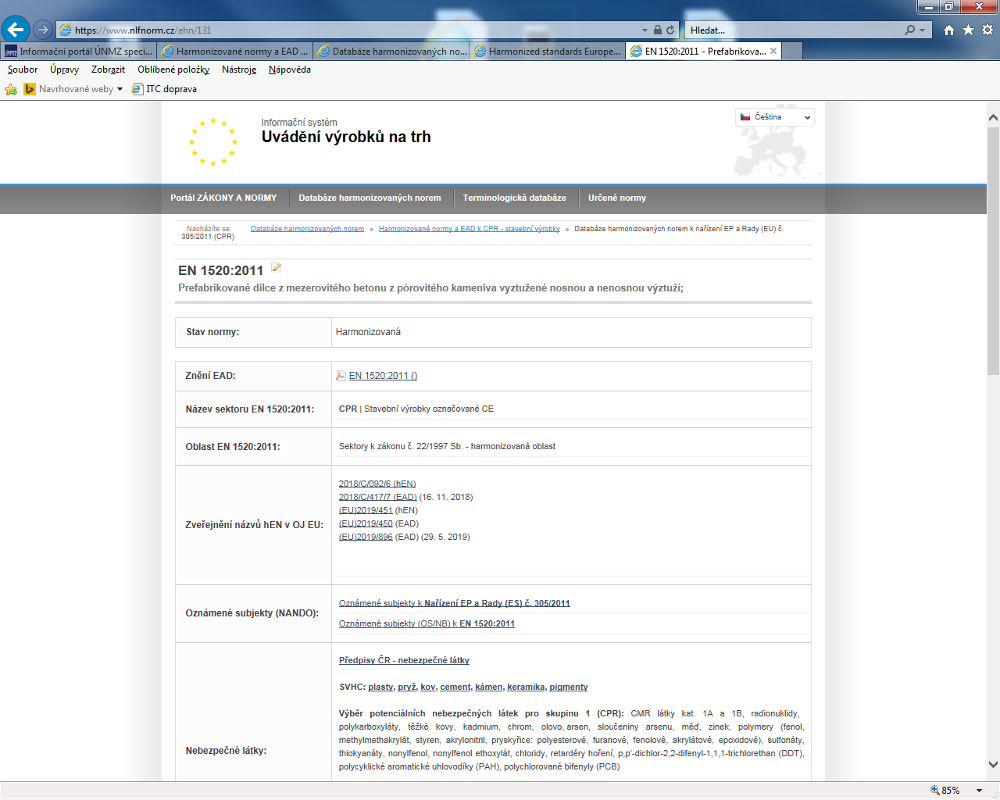 https://www.nlfnorm.cz/ehn/131
Hledat...
Informační portál ÚNMZ speci...
Harmonizované normy a EAD ...
Databáze harmonizovaných no...
Harmonized standards Europe...
EN 1520:2011 - Prefabrikova...
Soubor Úpravy Zobrazit Oblíbené položky Nástroje Nápověda
Navrhované weby ITC doprava
Informační systém
Uvádění výrobků na trh
Čeština
Portál ZÁKONY A NORMY Databáze harmonizovaných norem Terminologická databáze Určené normy
Nacházíte se: Databáze harmonizovaných norem » Harmonizované normy a EAD k CPR - stavební výrobky » Databáze harmonizovaných norem k nařízení EP a Rady (EU) č.
305/2011 (CPR)
EN 1520:2011
Prefabrikované dílce z mezerovitého betonu z pórovitého kameniva vyztužené nosnou a nenosnou výztuží;
Stav normy: Harmonizovaná
Znění EAD: EN 1520:2011 ()
Název sektoru EN 1520:2011: CPR | Stavební výrobky označované CE
Oblast EN 1520:2011: Sektory k zákonu č. 22/1997 Sb. - harmonizovaná oblast
Zveřejnění názvů hEN v OJ EU:
2018/C/092/6 (hEN)
2018/C/417/7 (EAD) (16. 11. 2018)
(EU)2019/451 (hEN)
(EU)2019/450 (EAD)
(EU)2019/896 (EAD) (29. 5. 2019)
Oznámené subjekty (NANDO):
Oznámené subjekty k Nařízení EP a Rady (ES) č. 305/2011
Oznámené subjekty (OS/NB) k EN 1520:2011
Nebezpečné látky:
Předpisy ČR - nebezpečné látky
SVHC: plasty, pryž, kov, cement, kámen, keramika, pigmenty
Výběr potenciálních nebezpečných látek pro skupinu 1 (CPR): CMR látky kat. 1A a 1B, radionuklidy,
polykarboxyláty, těžké kovy, kadmium, chrom, olovo, arsen, sloučeniny arsenu, měď, zinek, polymery (fenol,
methylmethakrylát, styren, akrylonitril, pryskyřice: polyesterové, furanové, fenolové, akrylátové, epoxidové), sulfonáty,
thiokyanáty, nonylfenol, nonylfenol ethoxylát, chloridy, retardéry hoření, p,p'-dichlor-2,2-difenyl-1,1,1-trichlorethan (DDT),
polycyklické aromatické uhlovodíky (PAH), polychlorované bifenyly (PCB)
85%